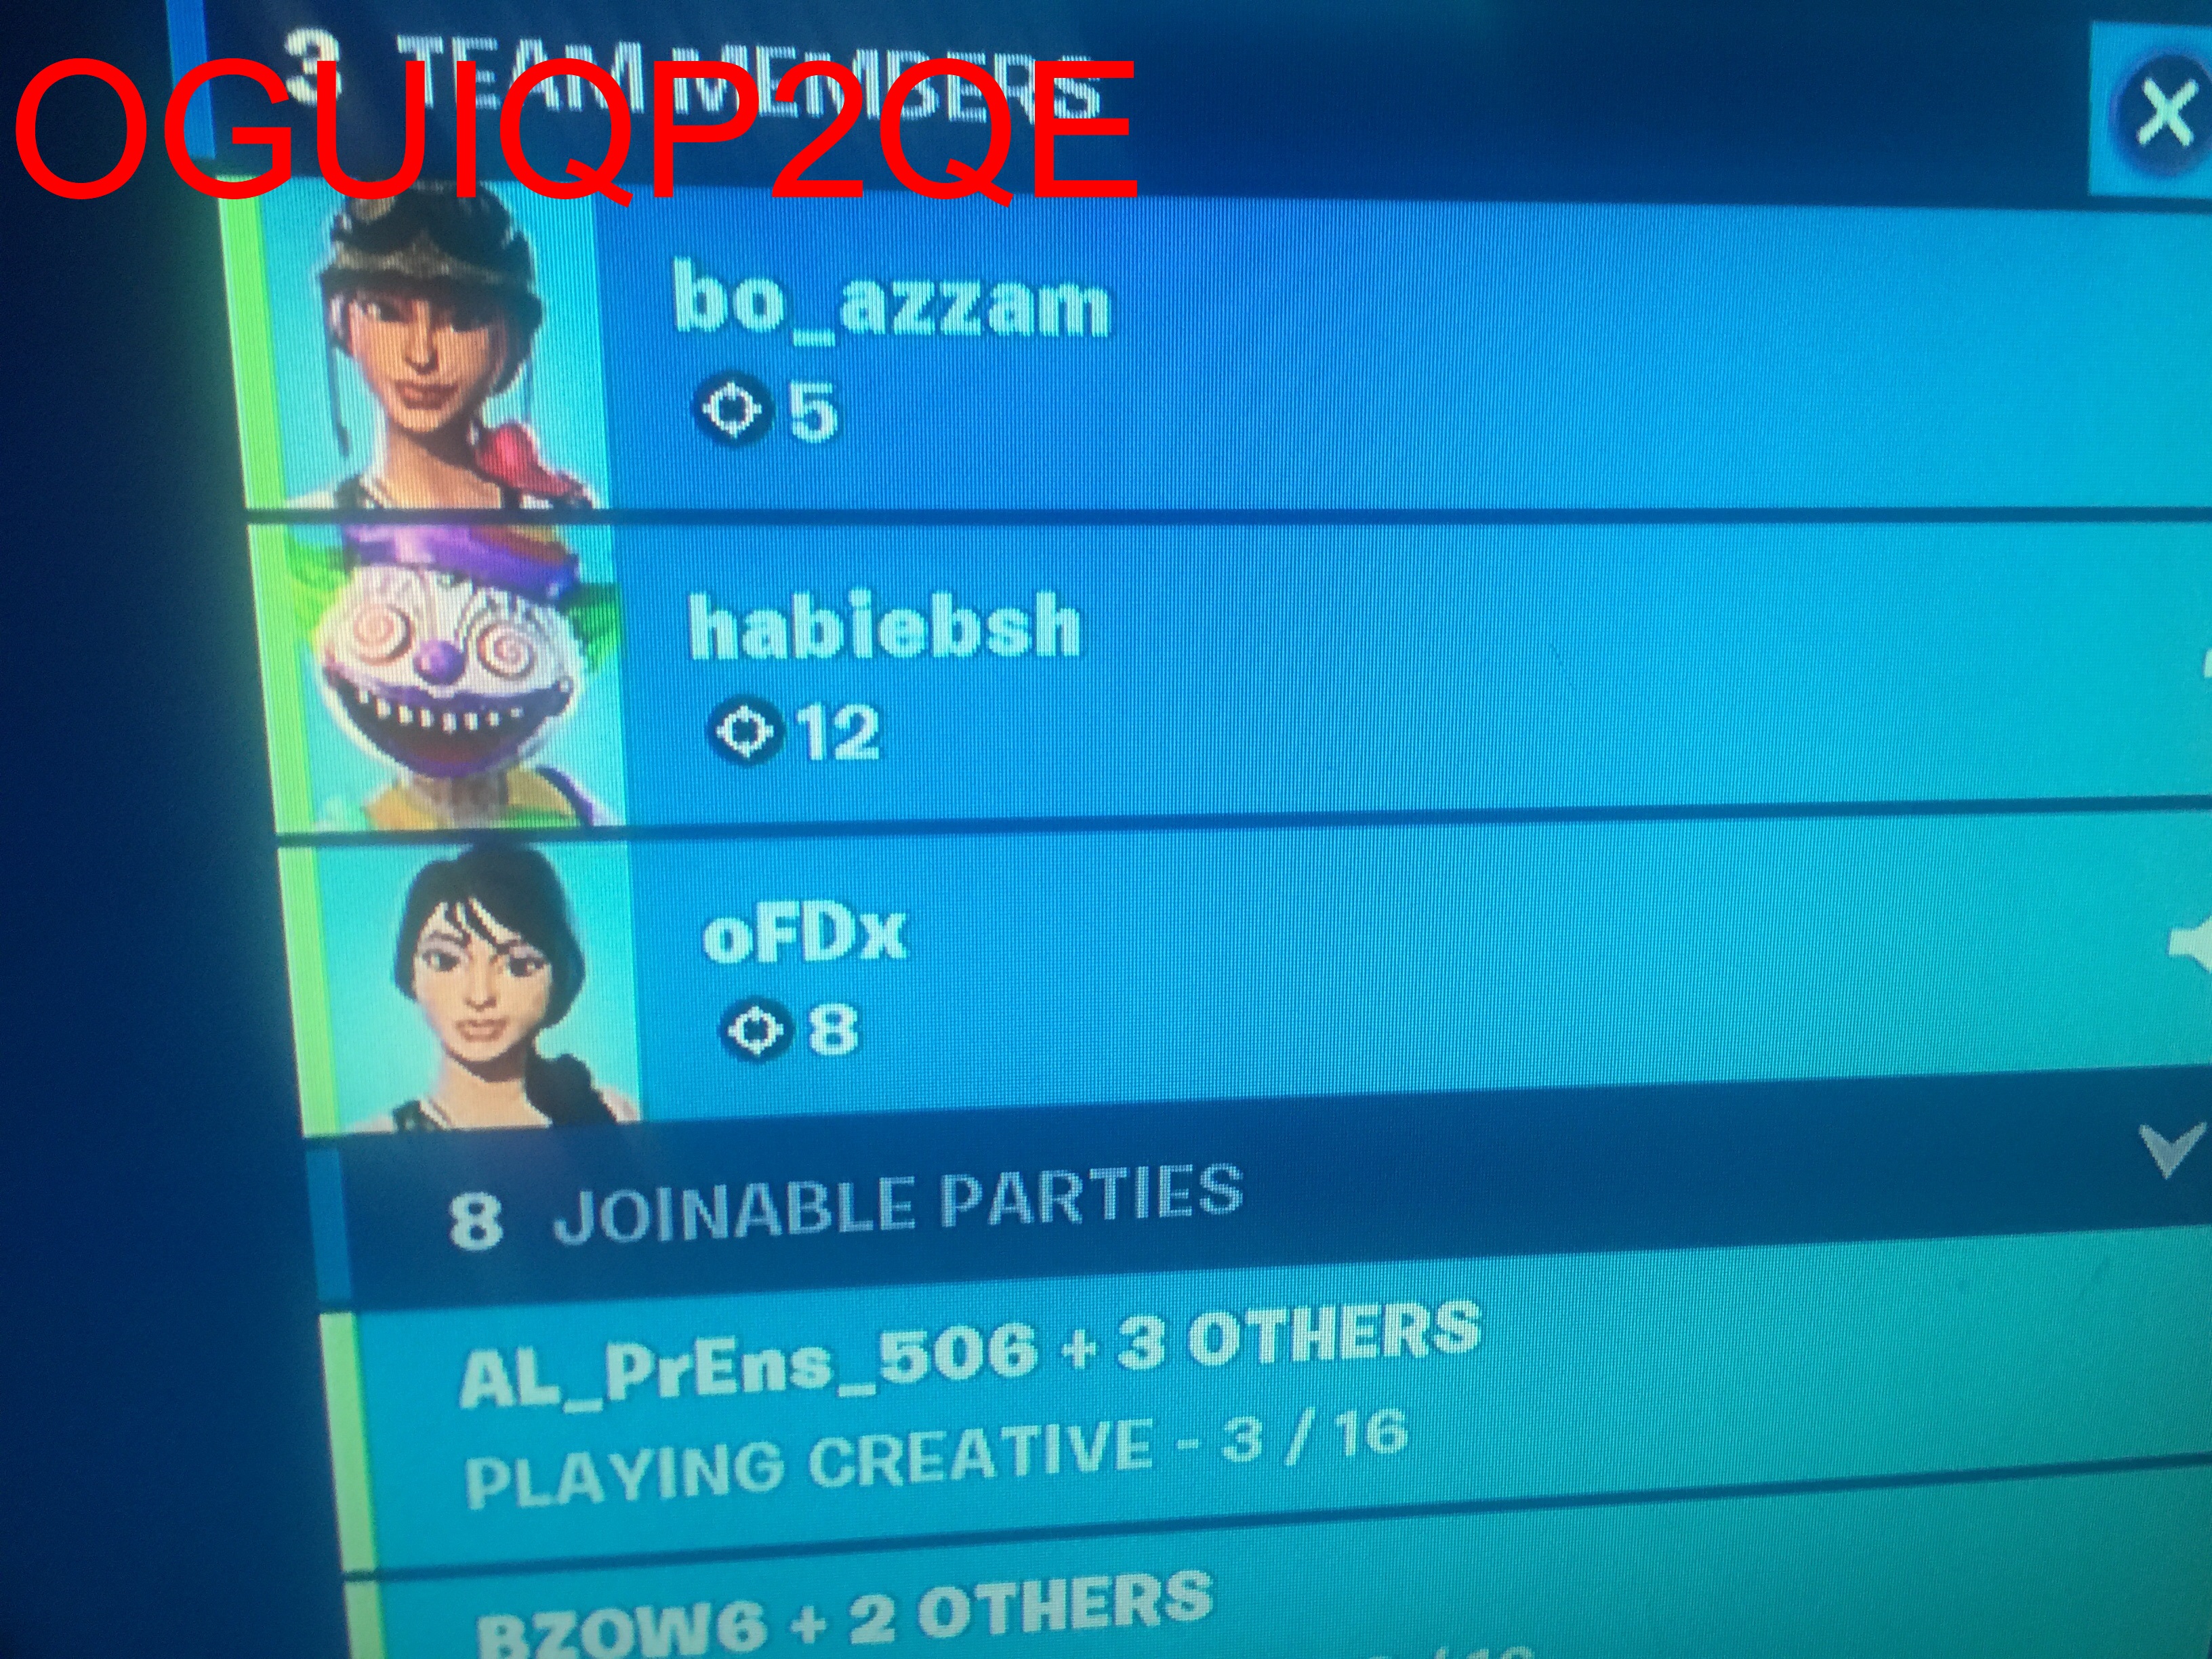 3 TEAM MEMBERS
OGUIQP2QE
X
bo_azzam
5
habiebsh
12
oFDx
8
8 JOINABLE PARTIES
AL_PrEns_506 + 3 OTHERS
PLAYING CREATIVE - 3 / 16
BZOW6 + 2 OTHERS